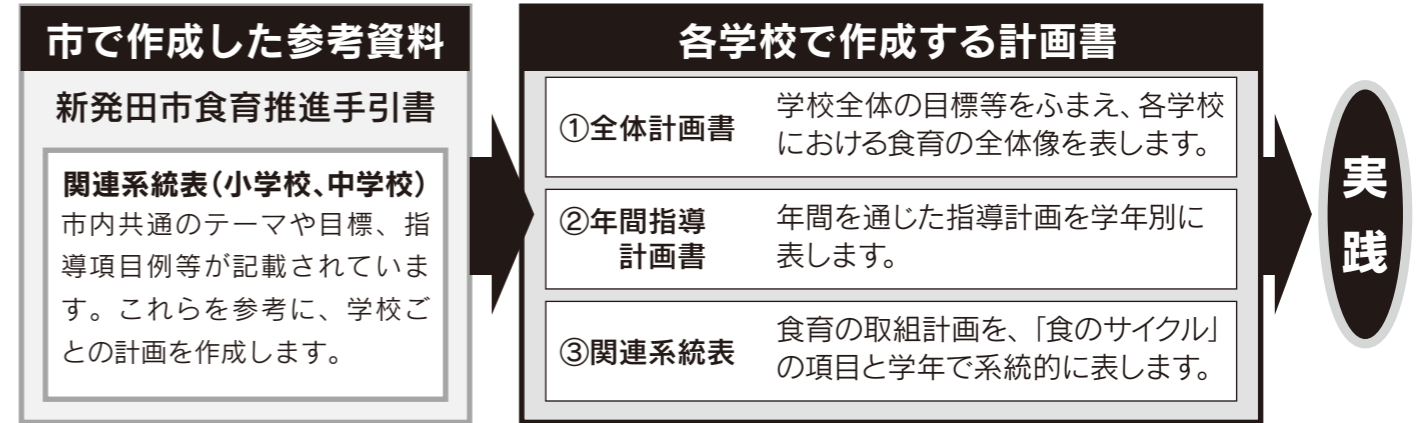 市で作成した参考資料
新発田市食育推進手引書
関連系統表(小学校、中学校)
市内共通のテーマや目標、指
導項目例等が記載されていま
す。これらを参考に、学校ご
との計画を作成します。
各学校で作成する計画書
①全体計画書
学校全体の目標等をふまえ、各学校
における食育の全体像を表します。
②年間指導
計画書
年間を通じた指導計画を学年別に
表します。
③関連系統表
食育の取組計画を、「食のサイクル」
の項目と学年で系統的に表します。
実
践